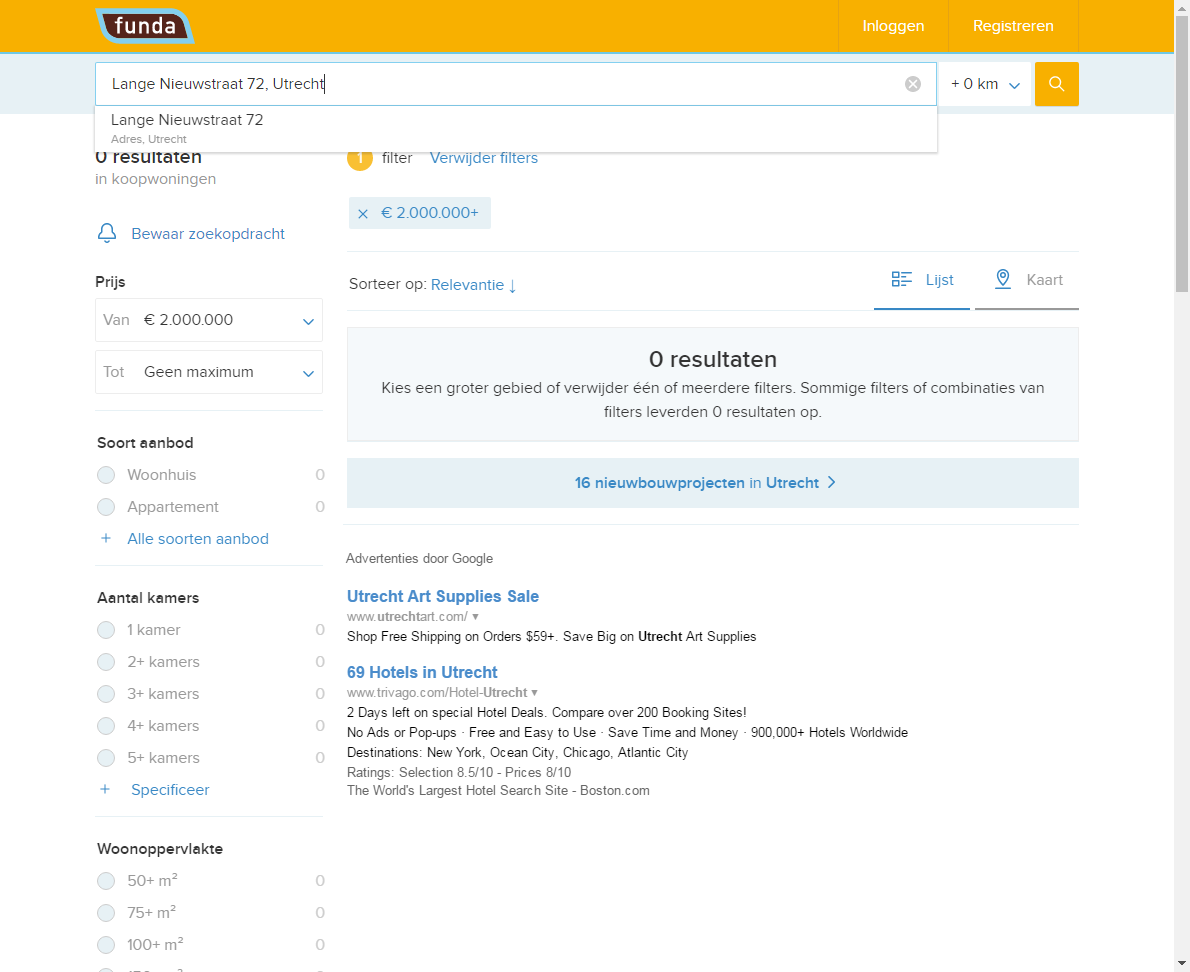 funda
Inloggen
Registreren
Lange Nieuwstraat 72, Utrecht
+ 0 km
Lange Nieuwstraat 72
Adres, Utrecht
0 resultaten
in koopwoningen
1 filter Verwijder filters
€ 2.000.000+
Bewaar zoekopdracht
Prijs
Van € 2.000.000
Tot Geen maximum
Soort aanbod
Woonhuis 0
Appartement 0
+ Alle soorten aanbod
Aantal kamers
1 kamer 0
2+ kamers 0
3+ kamers 0
4+ kamers 0
5+ kamers 0
+ Specificeer
Woonoppervlakte
50+ m² 0
75+ m² 0
100+ m² 0
Sorteer op: Relevantie ↓
Lijst
Kaart
0 resultaten
Kies een groter gebied of verwijder één of meerdere filters. Sommige filters of combinaties van
filters leverden 0 resultaten op.
16 nieuwbouwprojecten in Utrecht
Advertenties door Google
Utrecht Art Supplies Sale
www.utrechtart.com/ ▾
Shop Free Shipping on Orders $59+. Save Big on Utrecht Art Supplies
69 Hotels in Utrecht
www.trivago.com/Hotel-Utrecht ▾
2 Days left on special Hotel Deals. Compare over 200 Booking Sites!
No Ads or Pop-ups · Free and Easy to Use · Save Time and Money · 900,000+ Hotels Worldwide
Destinations: New York, Ocean City, Chicago, Atlantic City
Ratings: Selection 8.5/10 - Prices 8/10
The World's Largest Hotel Search Site - Boston.com